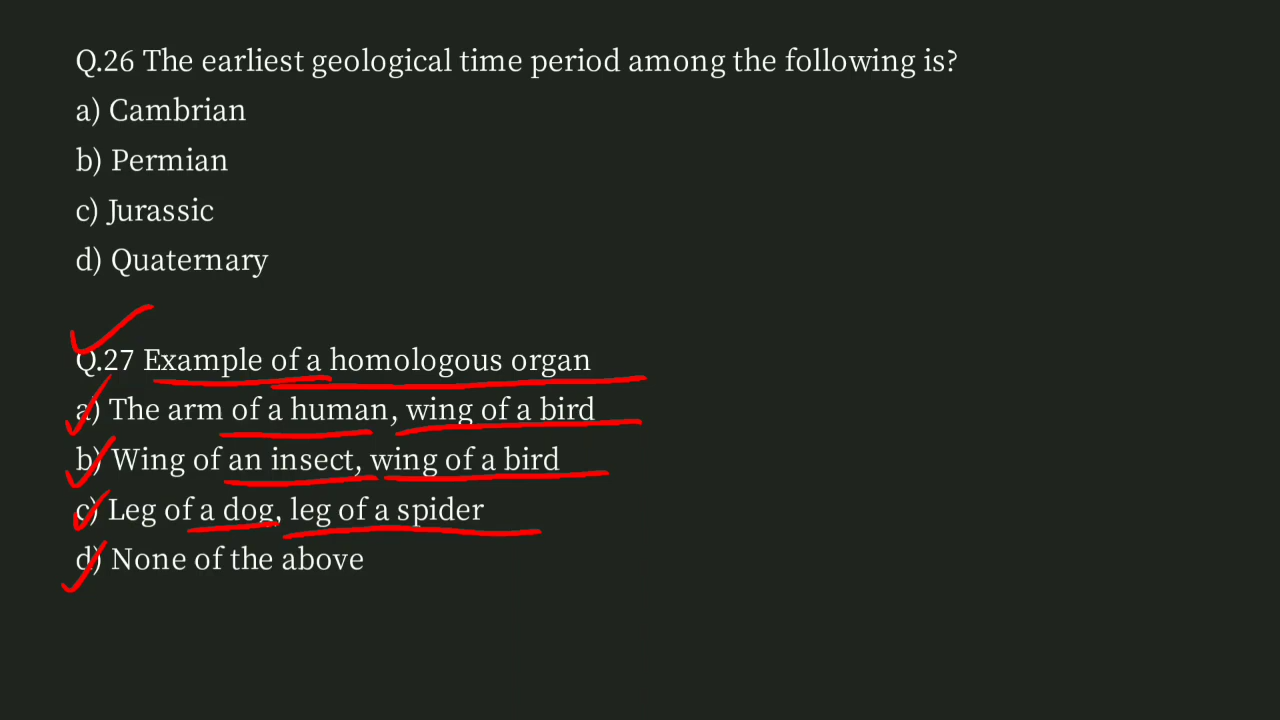 Q.26 The earliest geological time period among the following is?
a) Cambrian
b) Permian
c) Jurassic
d) Quaternary
Q.27 Example of a homologous organ
a) The arm of a human, wing of a bird
b) Wing of an insect, wing of a bird
c) Leg of a dog, leg of a spider
d) None of the above